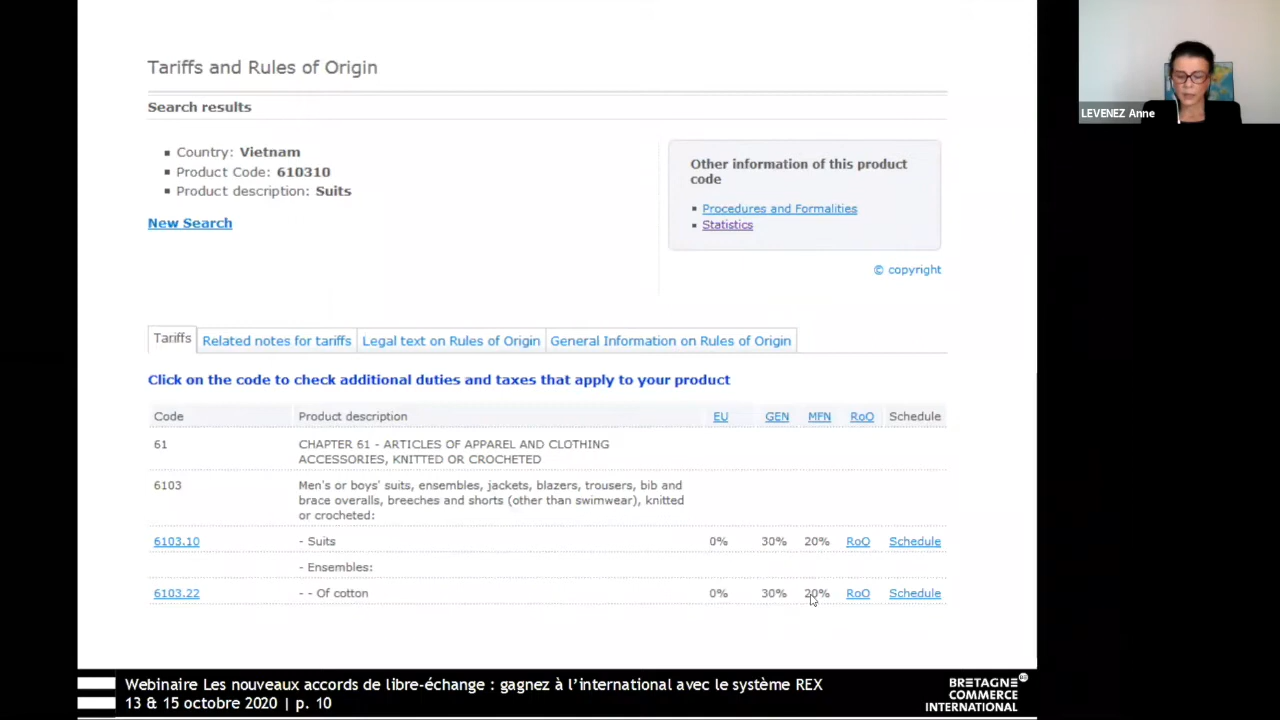 Tariffs and Rules of Origin
Search results
Country: Vietnam
Product Code: 610310
Product description: Suits
New Search
Other information of this product
code
Procedures and Formalities
Statistics
© copyright
LEVENEZ Anne
Tariffs Related notes for tariffs Legal text on Rules of Origin General Information on Rules of Origin
Click on the code to check additional duties and taxes that apply to your product
Code Product description EU GEN MFN RoO Schedule
61 CHAPTER 61 - ARTICLES OF APPAREL AND CLOTHING
ACCESSORIES, KNITTED OR CROCHETED
6103 Men's or boys' suits, ensembles, jackets, blazers, trousers, bib and
brace overalls, breeches and shorts (other than swimwear), knitted
or crocheted:
6103.10 - Suits 0% 30% 20% RoO Schedule
- Ensembles:
6103.22 - - Of cotton 0% 30% 20% RoO Schedule
Webinaire Les nouveaux accords de libre-échange : gagnez à l'international avec le système REX
13 & 15 octobre 2020 | p. 10
BRETAGNE
COMMERCE
INTERNATIONAL